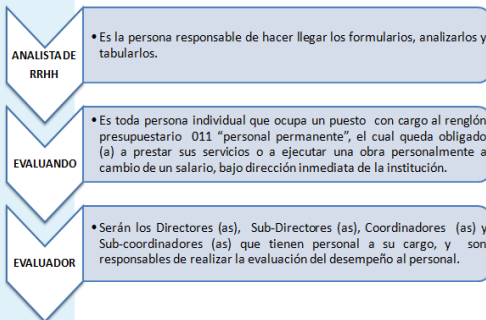 ANALISTA DE
RRHH
• Es la persona responsable de hacer llegar los formularios, analizarlos y
tabularlos.
EVALUANDO
• Es toda persona individual que ocupa un puesto con cargo al renglón
presupuestario 011 “personal permanente”, el cual queda obligado
(a) a prestar sus servicios o a ejecutar una obra personalmente a
cambio de un salario, bajo dirección inmediata de la institución.
EVALUADOR
• Serán los Directores (as), Sub-Directores (as), Coordinadores (as) y
Sub-coordinadores (as) que tienen personal a su cargo, y son
responsables de realizar la evaluación del desempeño al personal.